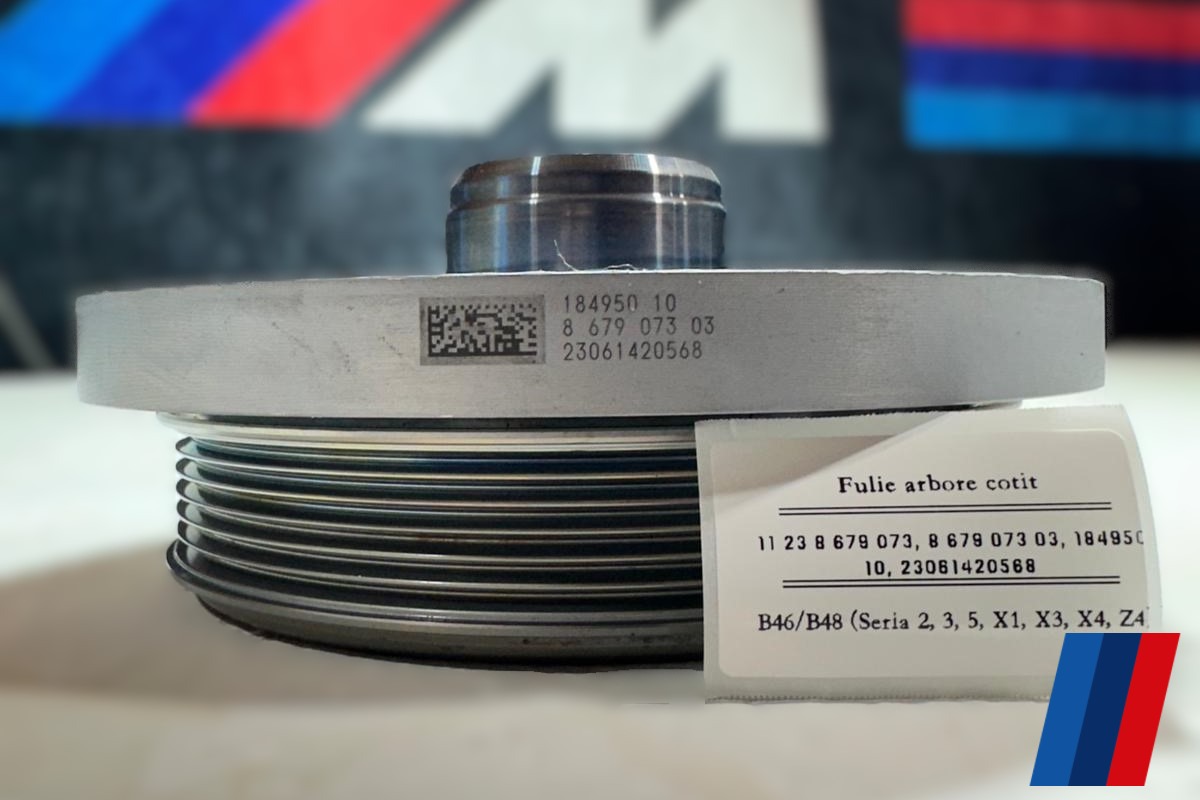 M
184950 10
8 679 073 03
23061420568
Fulie arbore cotit
11 23 8 679 073, 8 679 073 03, 184950
10, 23061420568
B46/B48 (Seria 2, 3, 5, X1, X3, X4, Z4